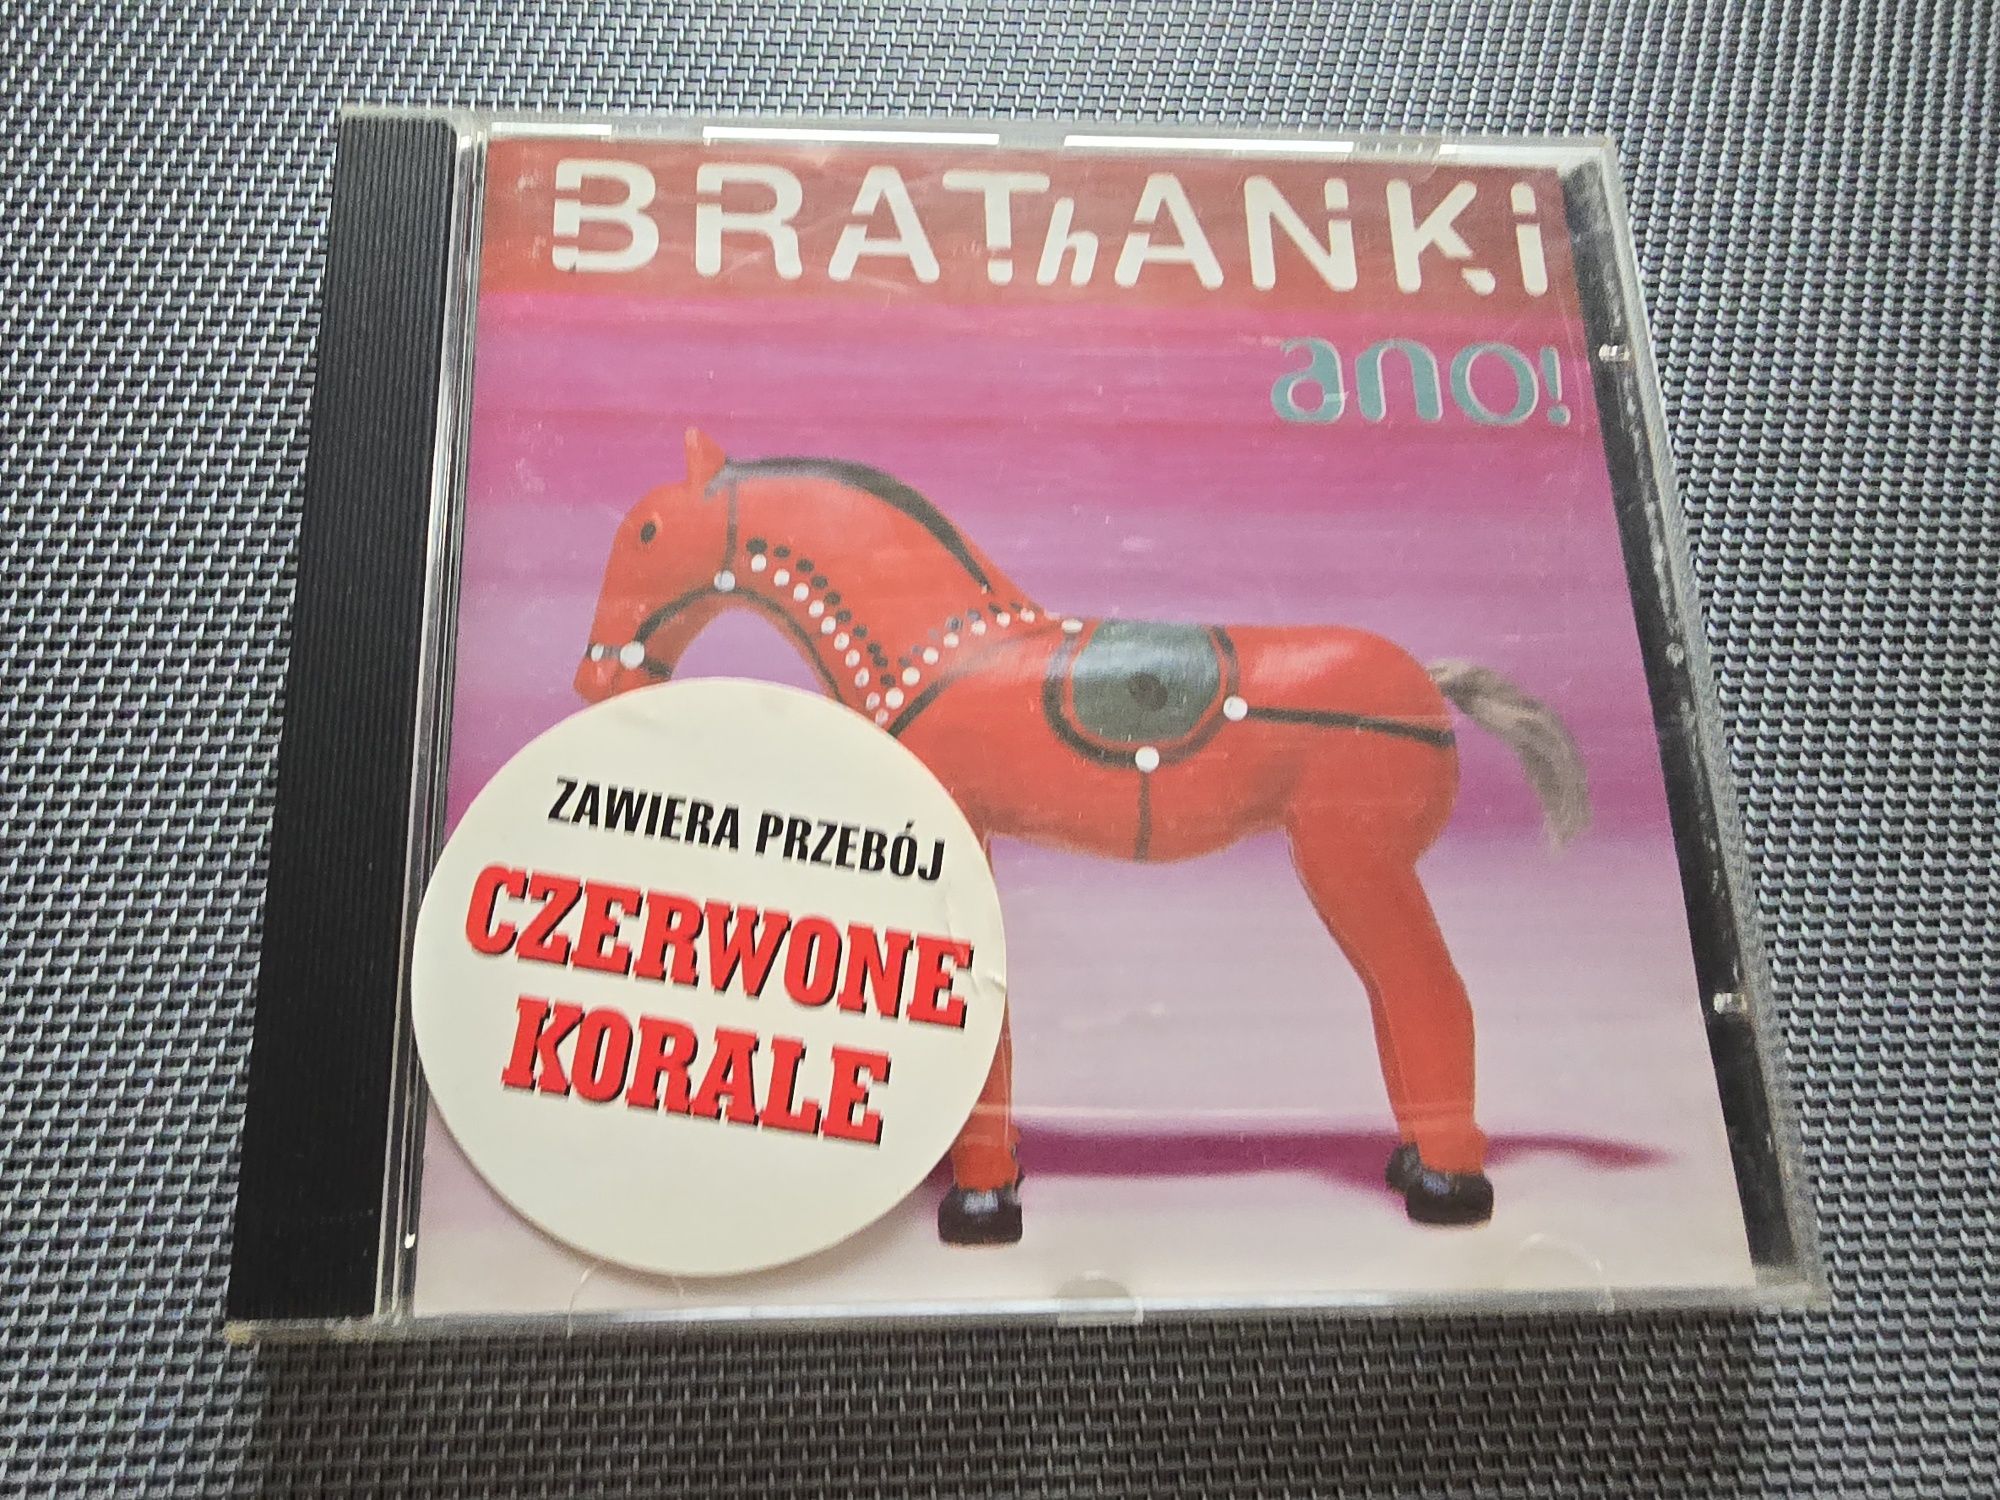 BRAThANKi
ano!
ZAWIERA PRZEBÓJ
CZERWONE
KORALE